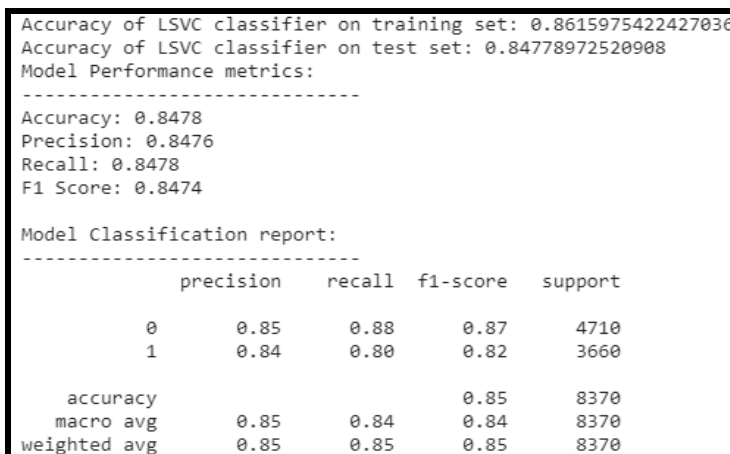 Accuracy of LSVC classifier on training set: 0.8615975422427036
Accuracy of LSVC classifier on test set: 0.84778972520908
Model Performance metrics:
------------------------------
Accuracy: 0.8478
Precision: 0.8476
Recall: 0.8478
F1 Score: 0.8474
Model Classification report:
------------------------------
precision recall f1-score support
0 0.85 0.88 0.87 4710
1 0.84 0.80 0.82 3660
accuracy 0.85 8370
macro avg 0.85 0.84 0.84 8370
weighted avg 0.85 0.85 0.85 8370